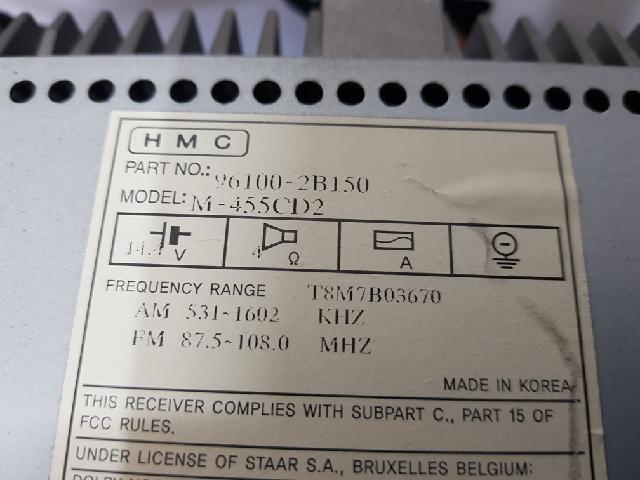 HMC
PART NO.: 96100-2B150
MODEL: M-455CD2
14.4 V 4 Ω A
FREQUENCY RANGE T8M7B03670
AM 531~1602 KHZ
FM 87.5~108.0 MHZ
MADE IN KOREA
THIS RECEIVER COMPLIES WITH SUBPART C., PART 15 OF
FCC RULES.
UNDER LICENSE OF STAAR S.A., BRUXELLES BELGIUM: